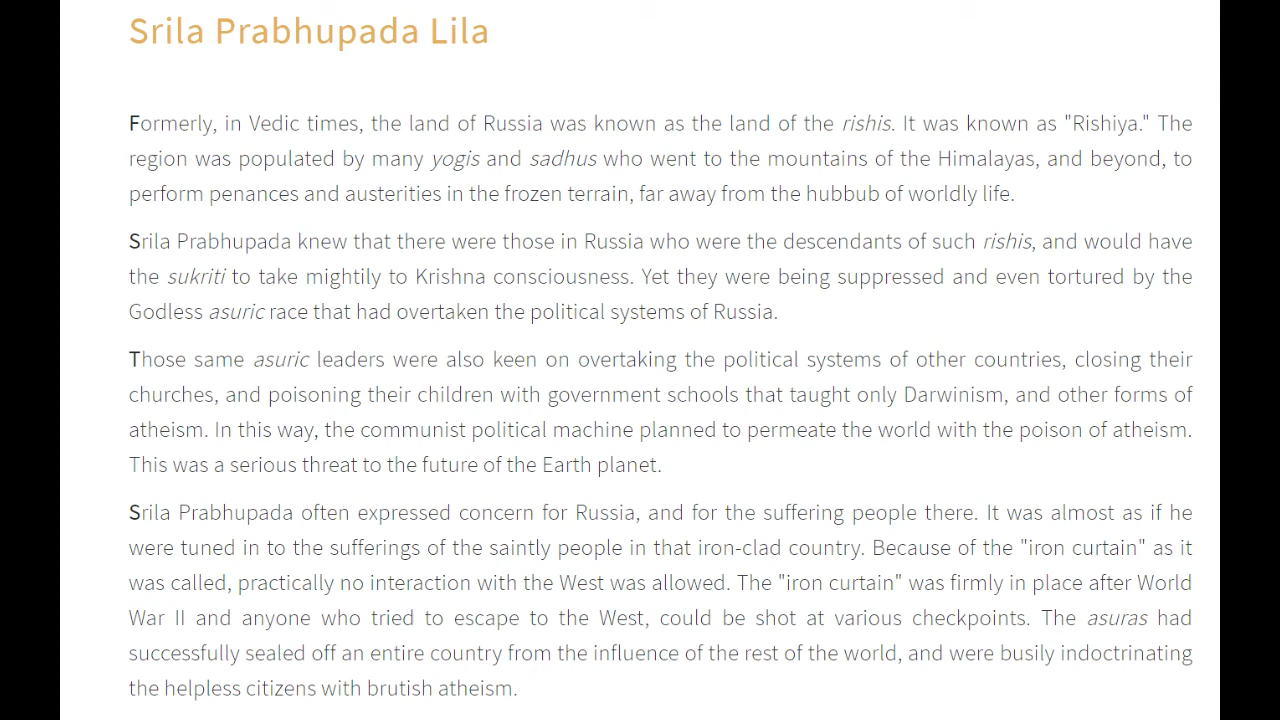 Srila Prabhupada Lila
Formerly, in Vedic times, the land of Russia was known as the land of the rishis. It was known as "Rishiya." The
region was populated by many yogis and sadhus who went to the mountains of the Himalayas, and beyond, to
perform penances and austerities in the frozen terrain, far away from the hubbub of worldly life.
Srila Prabhupada knew that there were those in Russia who were the descendants of such rishis, and would have
the sukriti to take mightily to Krishna consciousness. Yet they were being suppressed and even tortured by the
Godless asuric race that had overtaken the political systems of Russia.
Those same asuric leaders were also keen on overtaking the political systems of other countries, closing their
churches, and poisoning their children with government schools that taught only Darwinism, and other forms of
atheism. In this way, the communist political machine planned to permeate the world with the poison of atheism.
This was a serious threat to the future of the Earth planet.
Srila Prabhupada often expressed concern for Russia, and for the suffering people there. It was almost as if he
were tuned in to the sufferings of the saintly people in that iron-clad country. Because of the "iron curtain" as it
was called, practically no interaction with the West was allowed. The "iron curtain" was firmly in place after World
War II and anyone who tried to escape to the West, could be shot at various checkpoints. The asuras had
successfully sealed off an entire country from the influence of the rest of the world, and were busily indoctrinating
the helpless citizens with brutish atheism.